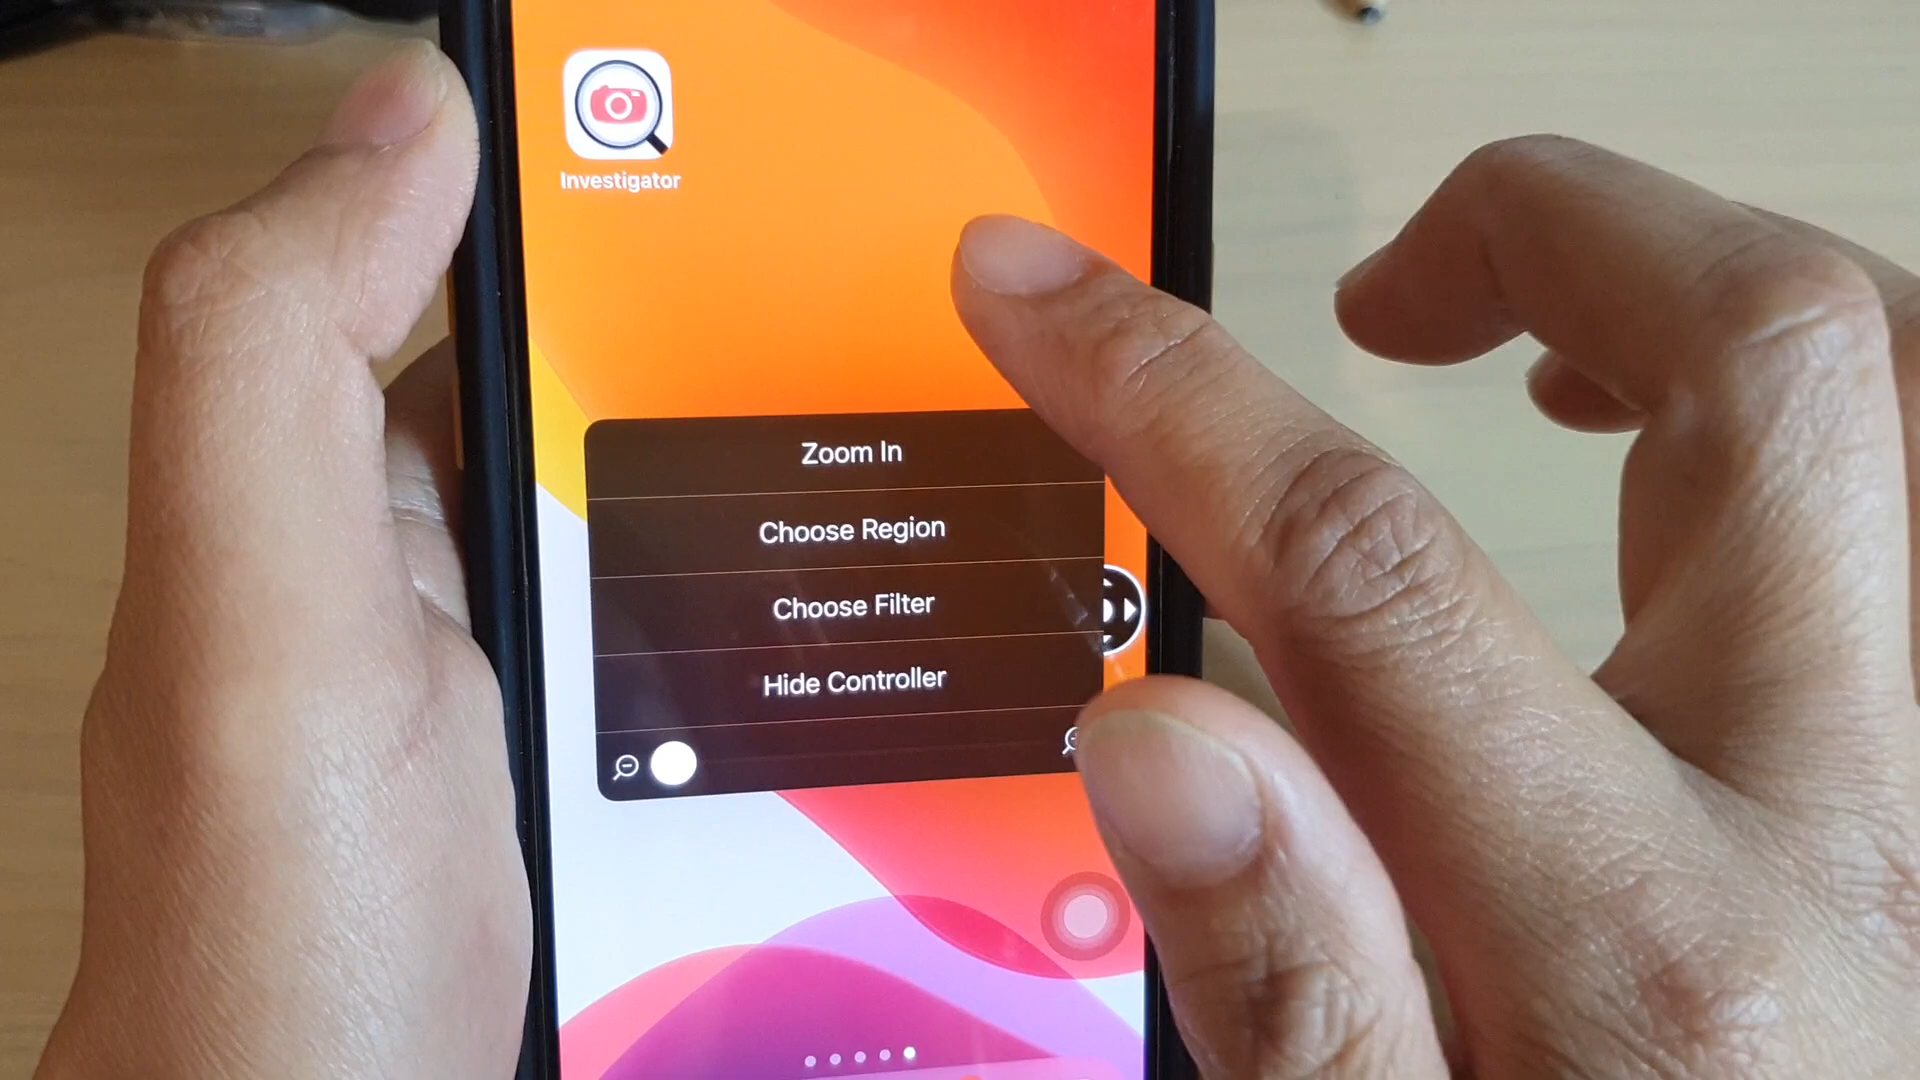 Investigator
Zoom In
Choose Region
Choose Filter
Hide Controller